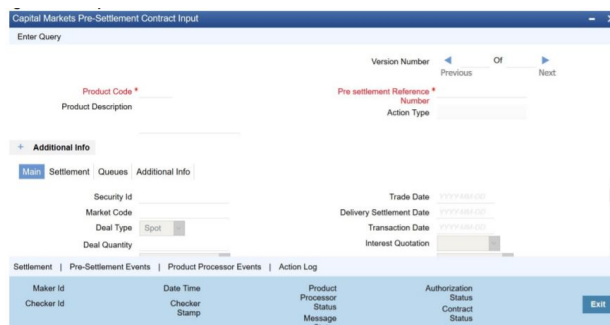 Capital Markets Pre-Settlement Contract Input
Enter Query
Version Number Of
Previous Next
Product Code * Pre settlement Reference *
Number
Product Description Action Type
+ Additional Info
Main Settlement Queues Additional Info
Security Id Trade Date YYYY-MM-DD
Market Code Delivery Settlement Date YYYY-MM-DD
Deal Type Spot Transaction Date YYYY-MM-DD
Deal Quantity Interest Quotation
Settlement | Pre-Settlement Events | Product Processor Events | Action Log
Maker Id Date Time Product Authorization
Processor Status
Status
Checker Id Checker Contract
Stamp Status
Message
Exit